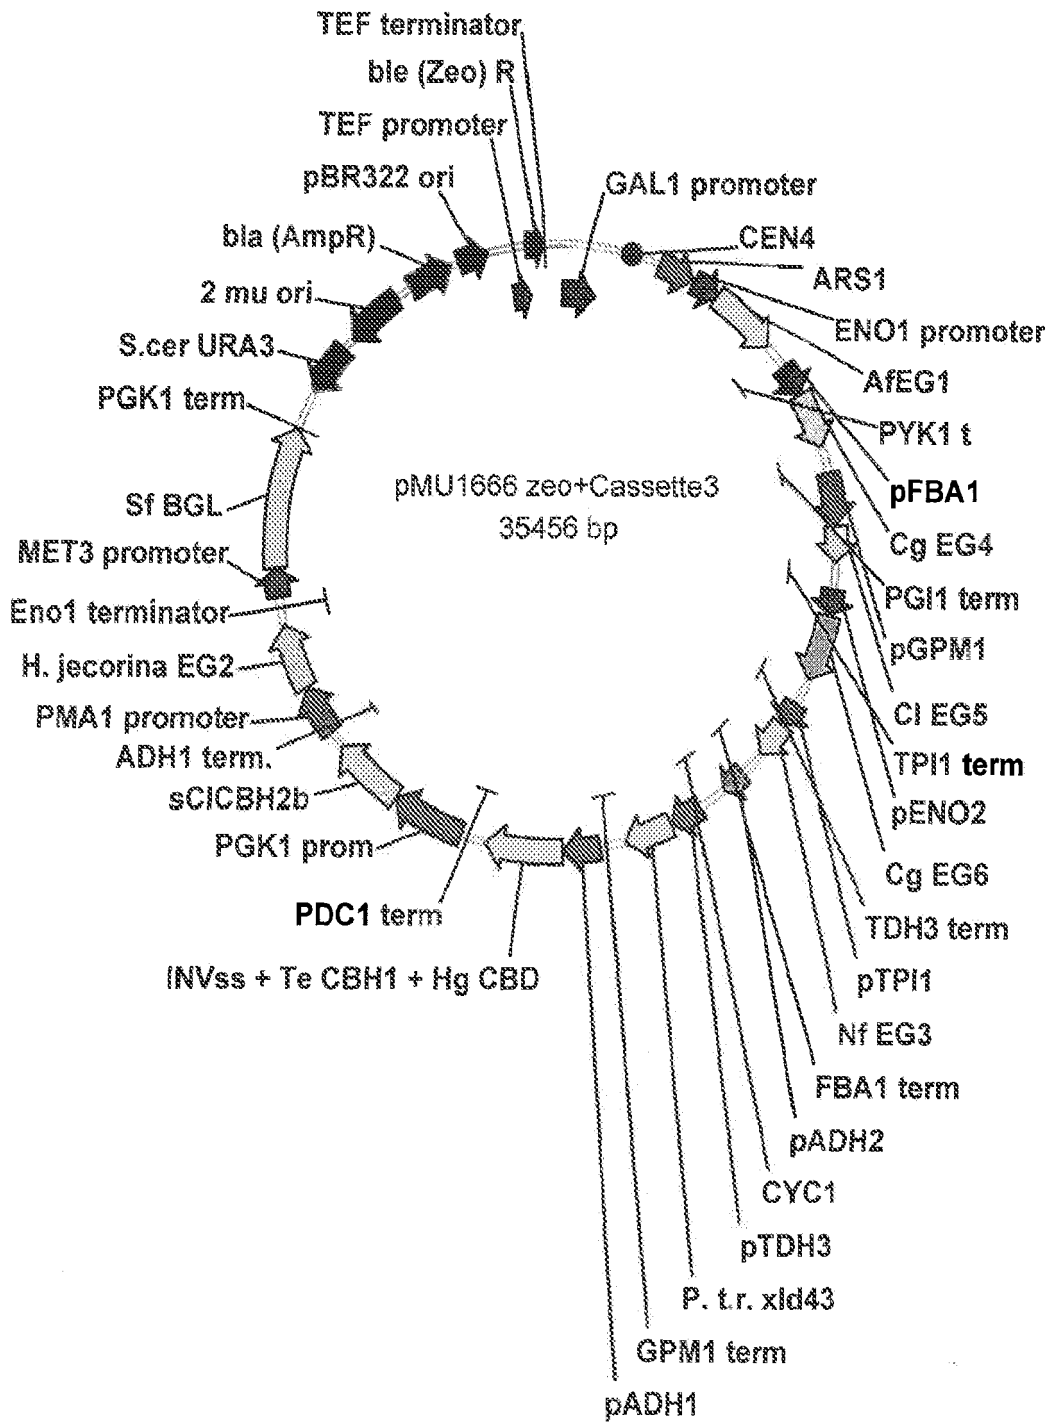 TEF terminator
ble (Zeo) R
TEF promoter
pBR322 ori
bla (AmpR)
2 mu ori
S.cer URA3
PGK1 term
Sf BGL
MET3 promoter
Eno1 terminator
H. jecorina EG2
PMA1 promoter
ADH1 term.
sClCBH2b
PGK1 prom
PDC1 term
INVss + Te CBH1 + Hg CBD
pMU1666 zeo+Cassette3
35456 bp
GAL1 promoter
CEN4
ARS1
ENO1 promoter
AfEG1
PYK1 t
pFBA1
Cg EG4
PGI1 term
pGPM1
Cl EG5
TPI1 term
pENO2
Cg EG6
TDH3 term
pTPI1
Nf EG3
FBA1 term
pADH2
CYC1
pTDH3
P. t.r. xld43
GPM1 term
pADH1